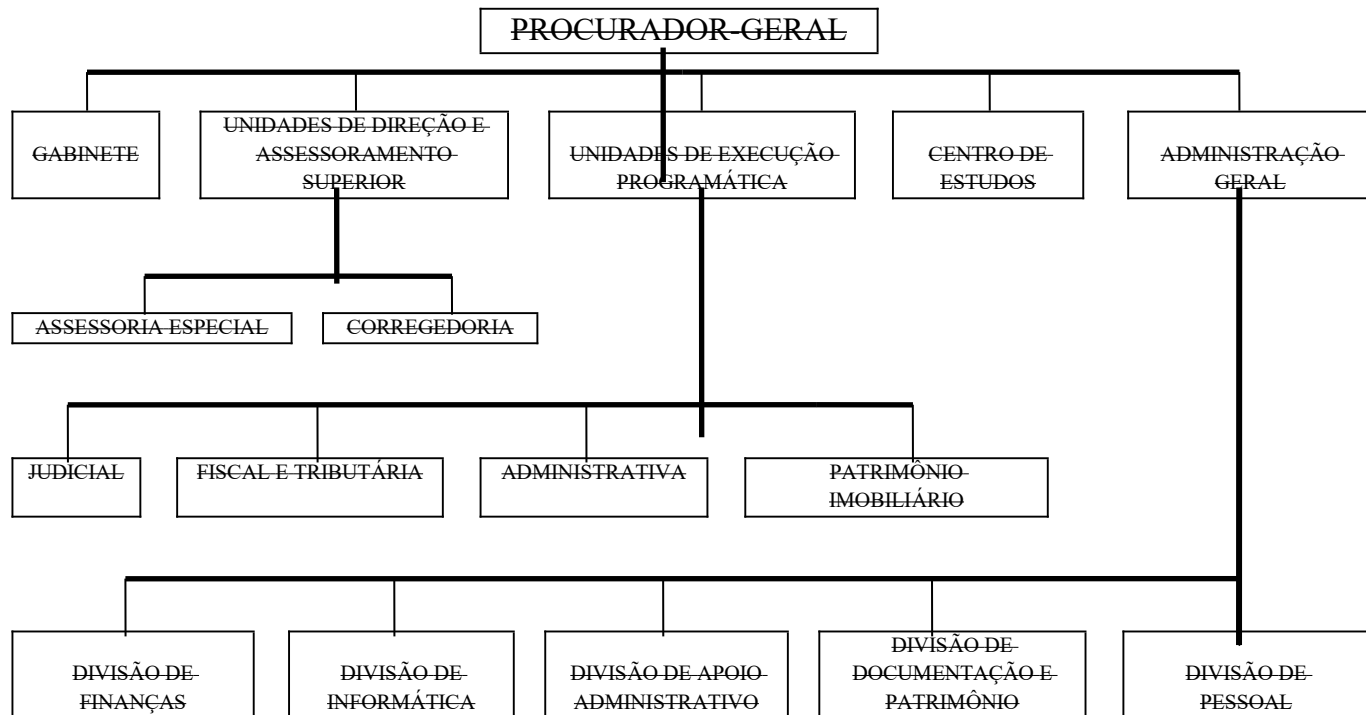 PROCURADOR-GERAL
GABINETE
UNIDADES DE DIREÇÃO E
ASSESSORAMENTO
SUPERIOR
UNIDADES DE EXECUÇÃO
PROGRAMÁTICA
CENTRO DE
ESTUDOS
ADMINISTRAÇÃO
GERAL
ASSESSORIA ESPECIAL
CORREGEDORIA
JUDICIAL
FISCAL E TRIBUTÁRIA
ADMINISTRATIVA
PATRIMÔNIO
IMOBILIÁRIO
DIVISÃO DE
FINANÇAS
DIVISÃO DE
INFORMÁTICA
DIVISÃO DE APOIO
ADMINISTRATIVO
DIVISÃO DE
DOCUMENTAÇÃO E
PATRIMÔNIO
DIVISÃO DE
PESSOAL